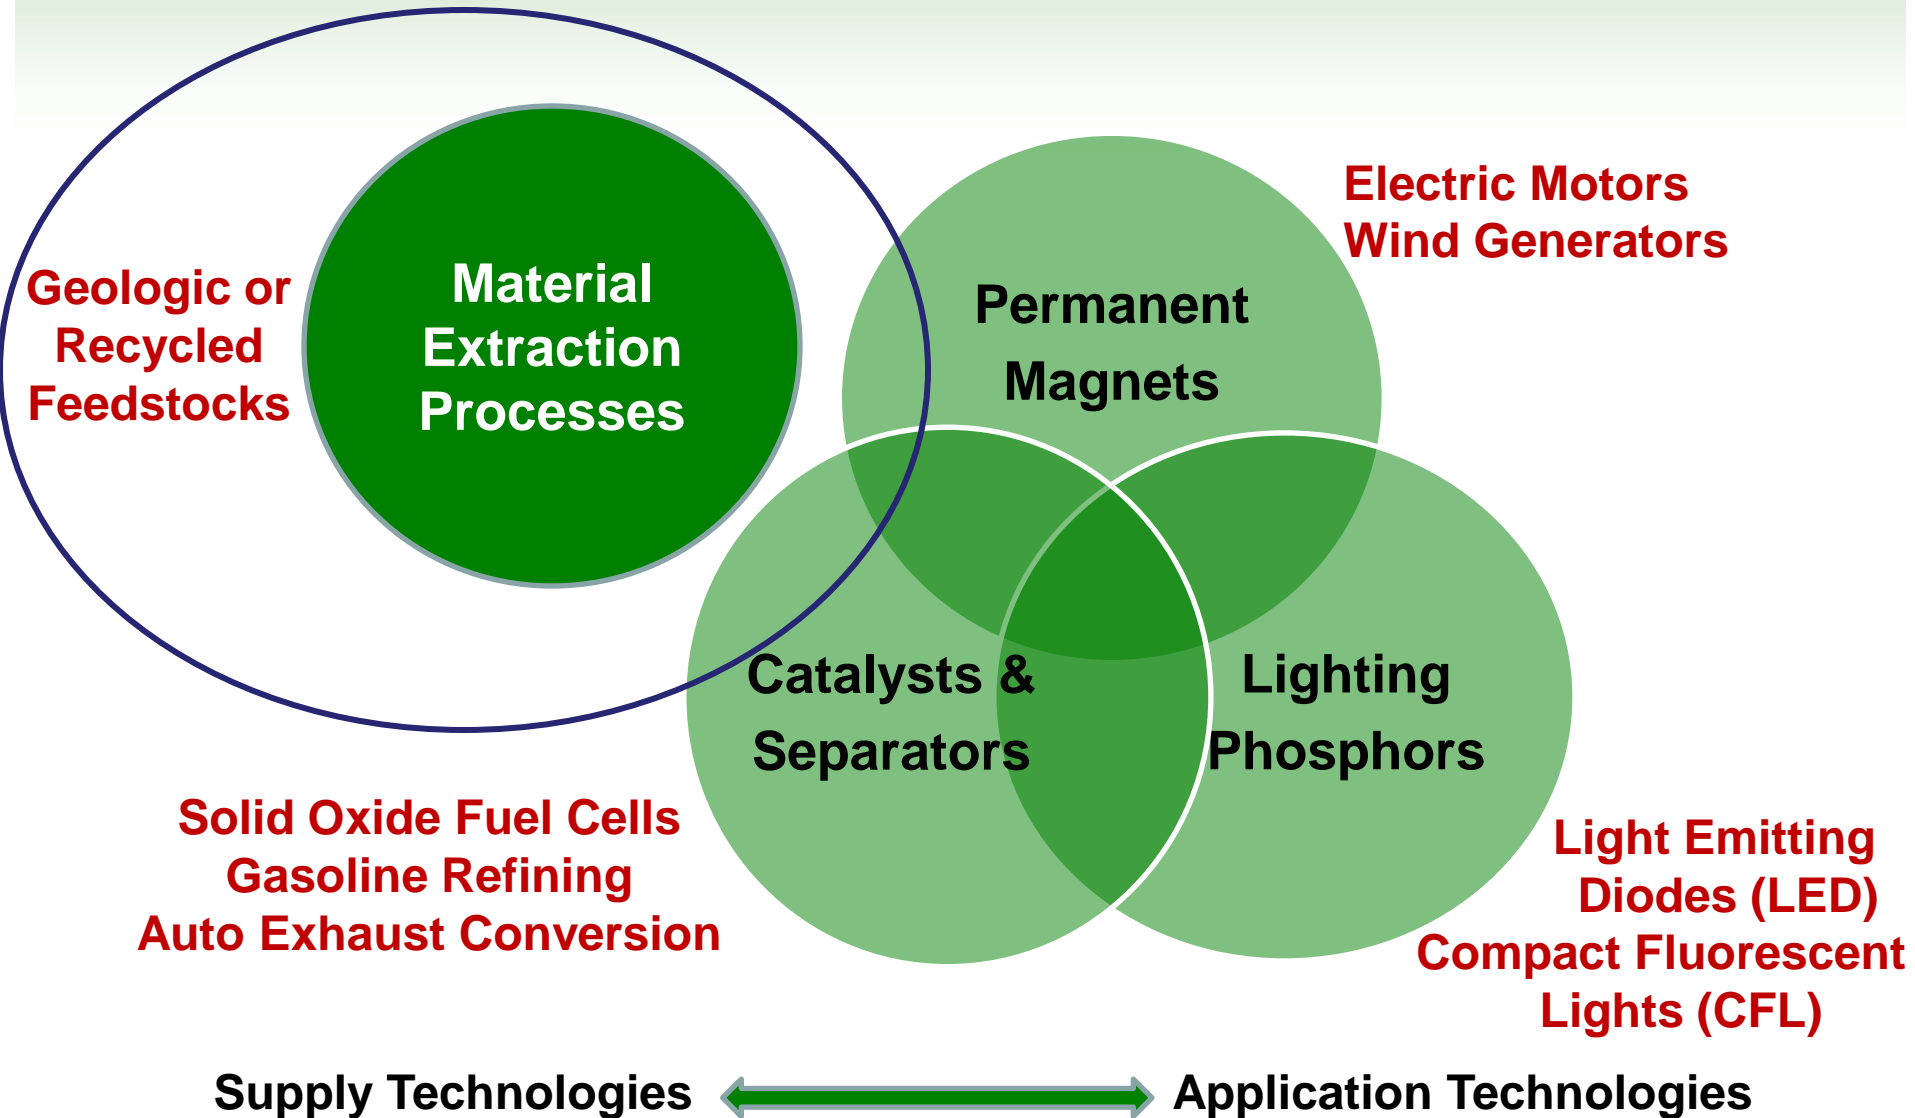 Geologic or
Recycled
Feedstocks
Material
Extraction
Processes
Permanent
Magnets
Electric Motors
Wind Generators
Catalysts &
Separators
Lighting
Phosphors
Solid Oxide Fuel Cells
Gasoline Refining
Auto Exhaust Conversion
Light Emitting
Diodes (LED)
Compact Fluorescent
Lights (CFL)
Supply Technologies
Application Technologies